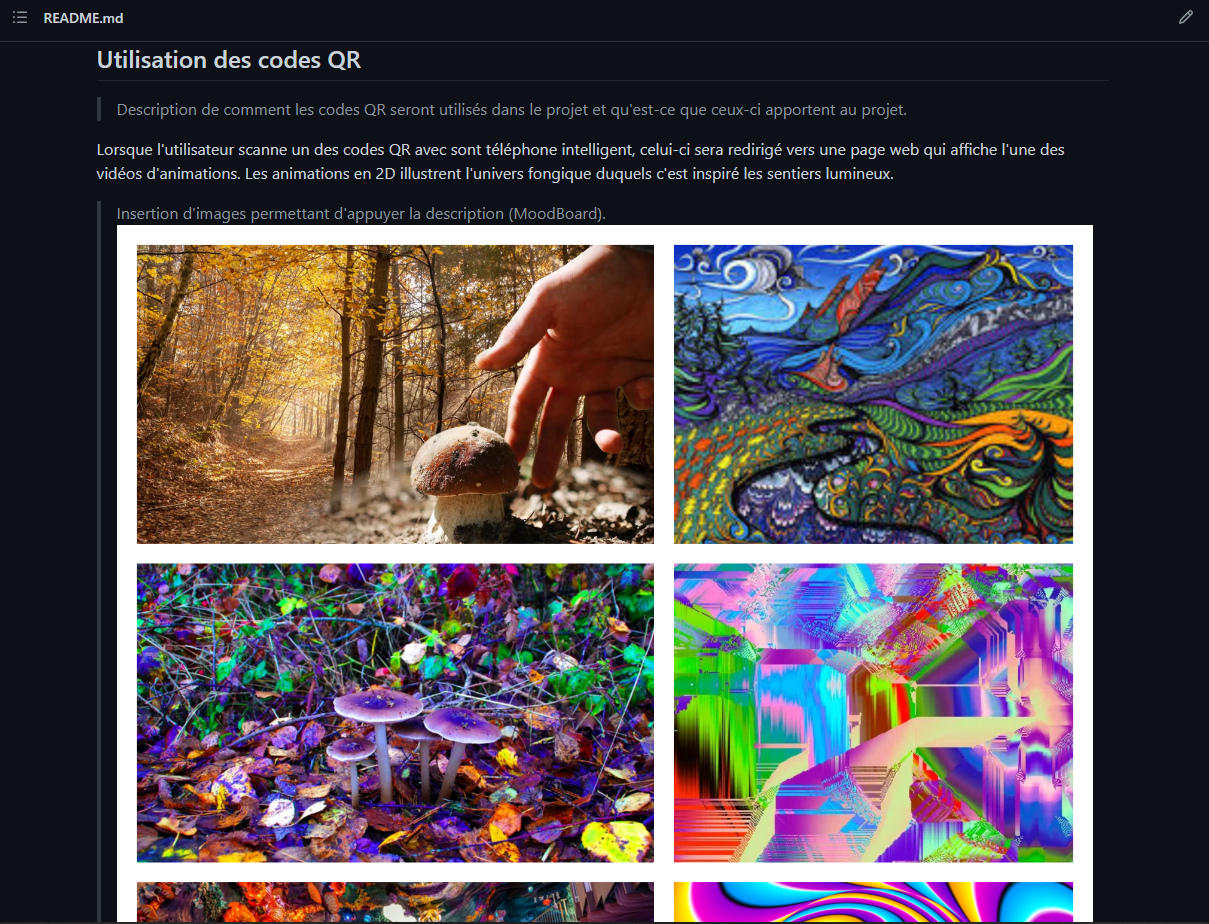 README.md
Utilisation des codes QR
Description de comment les codes QR seront utilisés dans le projet et qu'est-ce que ceux-ci apportent au projet.
Lorsque l'utilisateur scanne un des codes QR avec sont téléphone intelligent, celui-ci sera redirigé vers une page web qui affiche l'une des
vidéos d'animations. Les animations en 2D illustrent l'univers fongique duquels c'est inspiré les sentiers lumineux.
Insertion d'images permettant d'appuyer la description (MoodBoard).